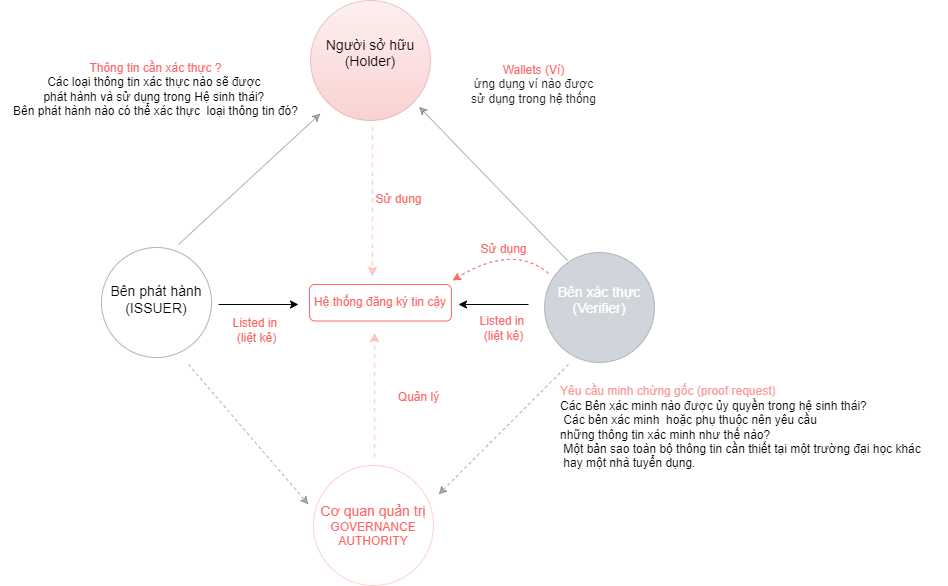 Người sở hữu
(Holder)
Thông tin cần xác thực ?
Các loại thông tin xác thực nào sẽ được
phát hành và sử dụng trong Hệ sinh thái?
Bên phát hành nào có thể xác thực loại thông tin đó?
Wallets (Ví)
ứng dụng ví nào được
sử dụng trong hệ thống
Sử dụng
Sử dụng
Bên phát hành
(ISSUER)
Hệ thống đăng ký tin cậy
Bên xác thực
(Verifier)
Listed in
(liệt kê)
Listed in
(liệt kê)
Quản lý
Yêu cầu minh chứng gốc (proof request)
Các Bên xác minh nào được ủy quyền trong hệ sinh thái?
Các bên xác minh hoặc phụ thuộc nên yêu cầu
những thông tin xác minh như thế nào?
Một bản sao toàn bộ thông tin cần thiết tại một trường đại học khác
hay một nhà tuyển dụng.
Cơ quan quản trị
GOVERNANCE
AUTHORITY